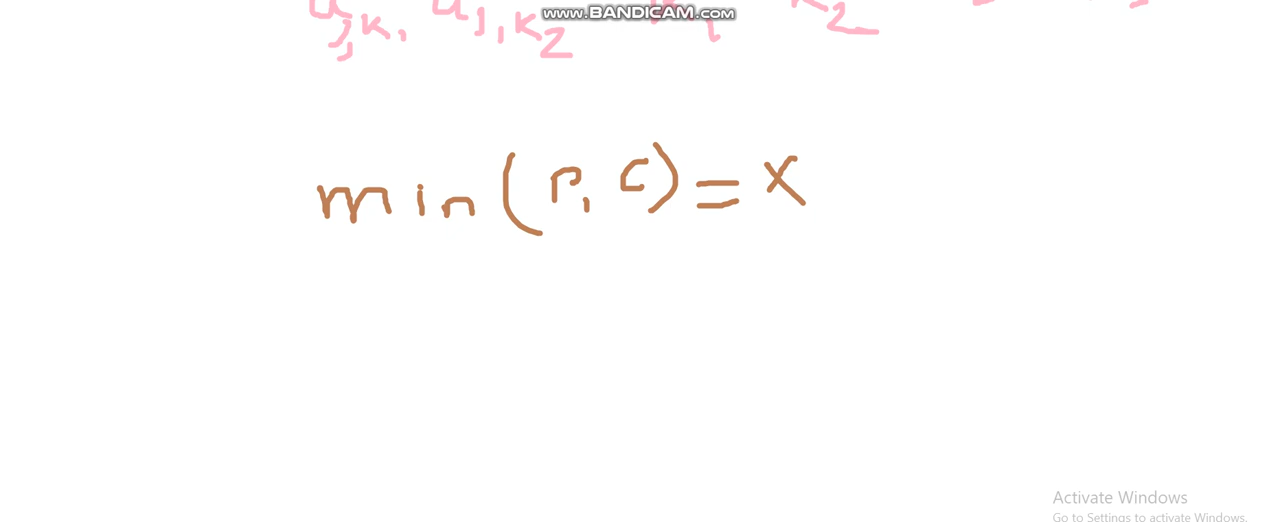 www.BANDICAM.com
min(r, c) = x
Activate Windows
Go to Settings to activate Windows.